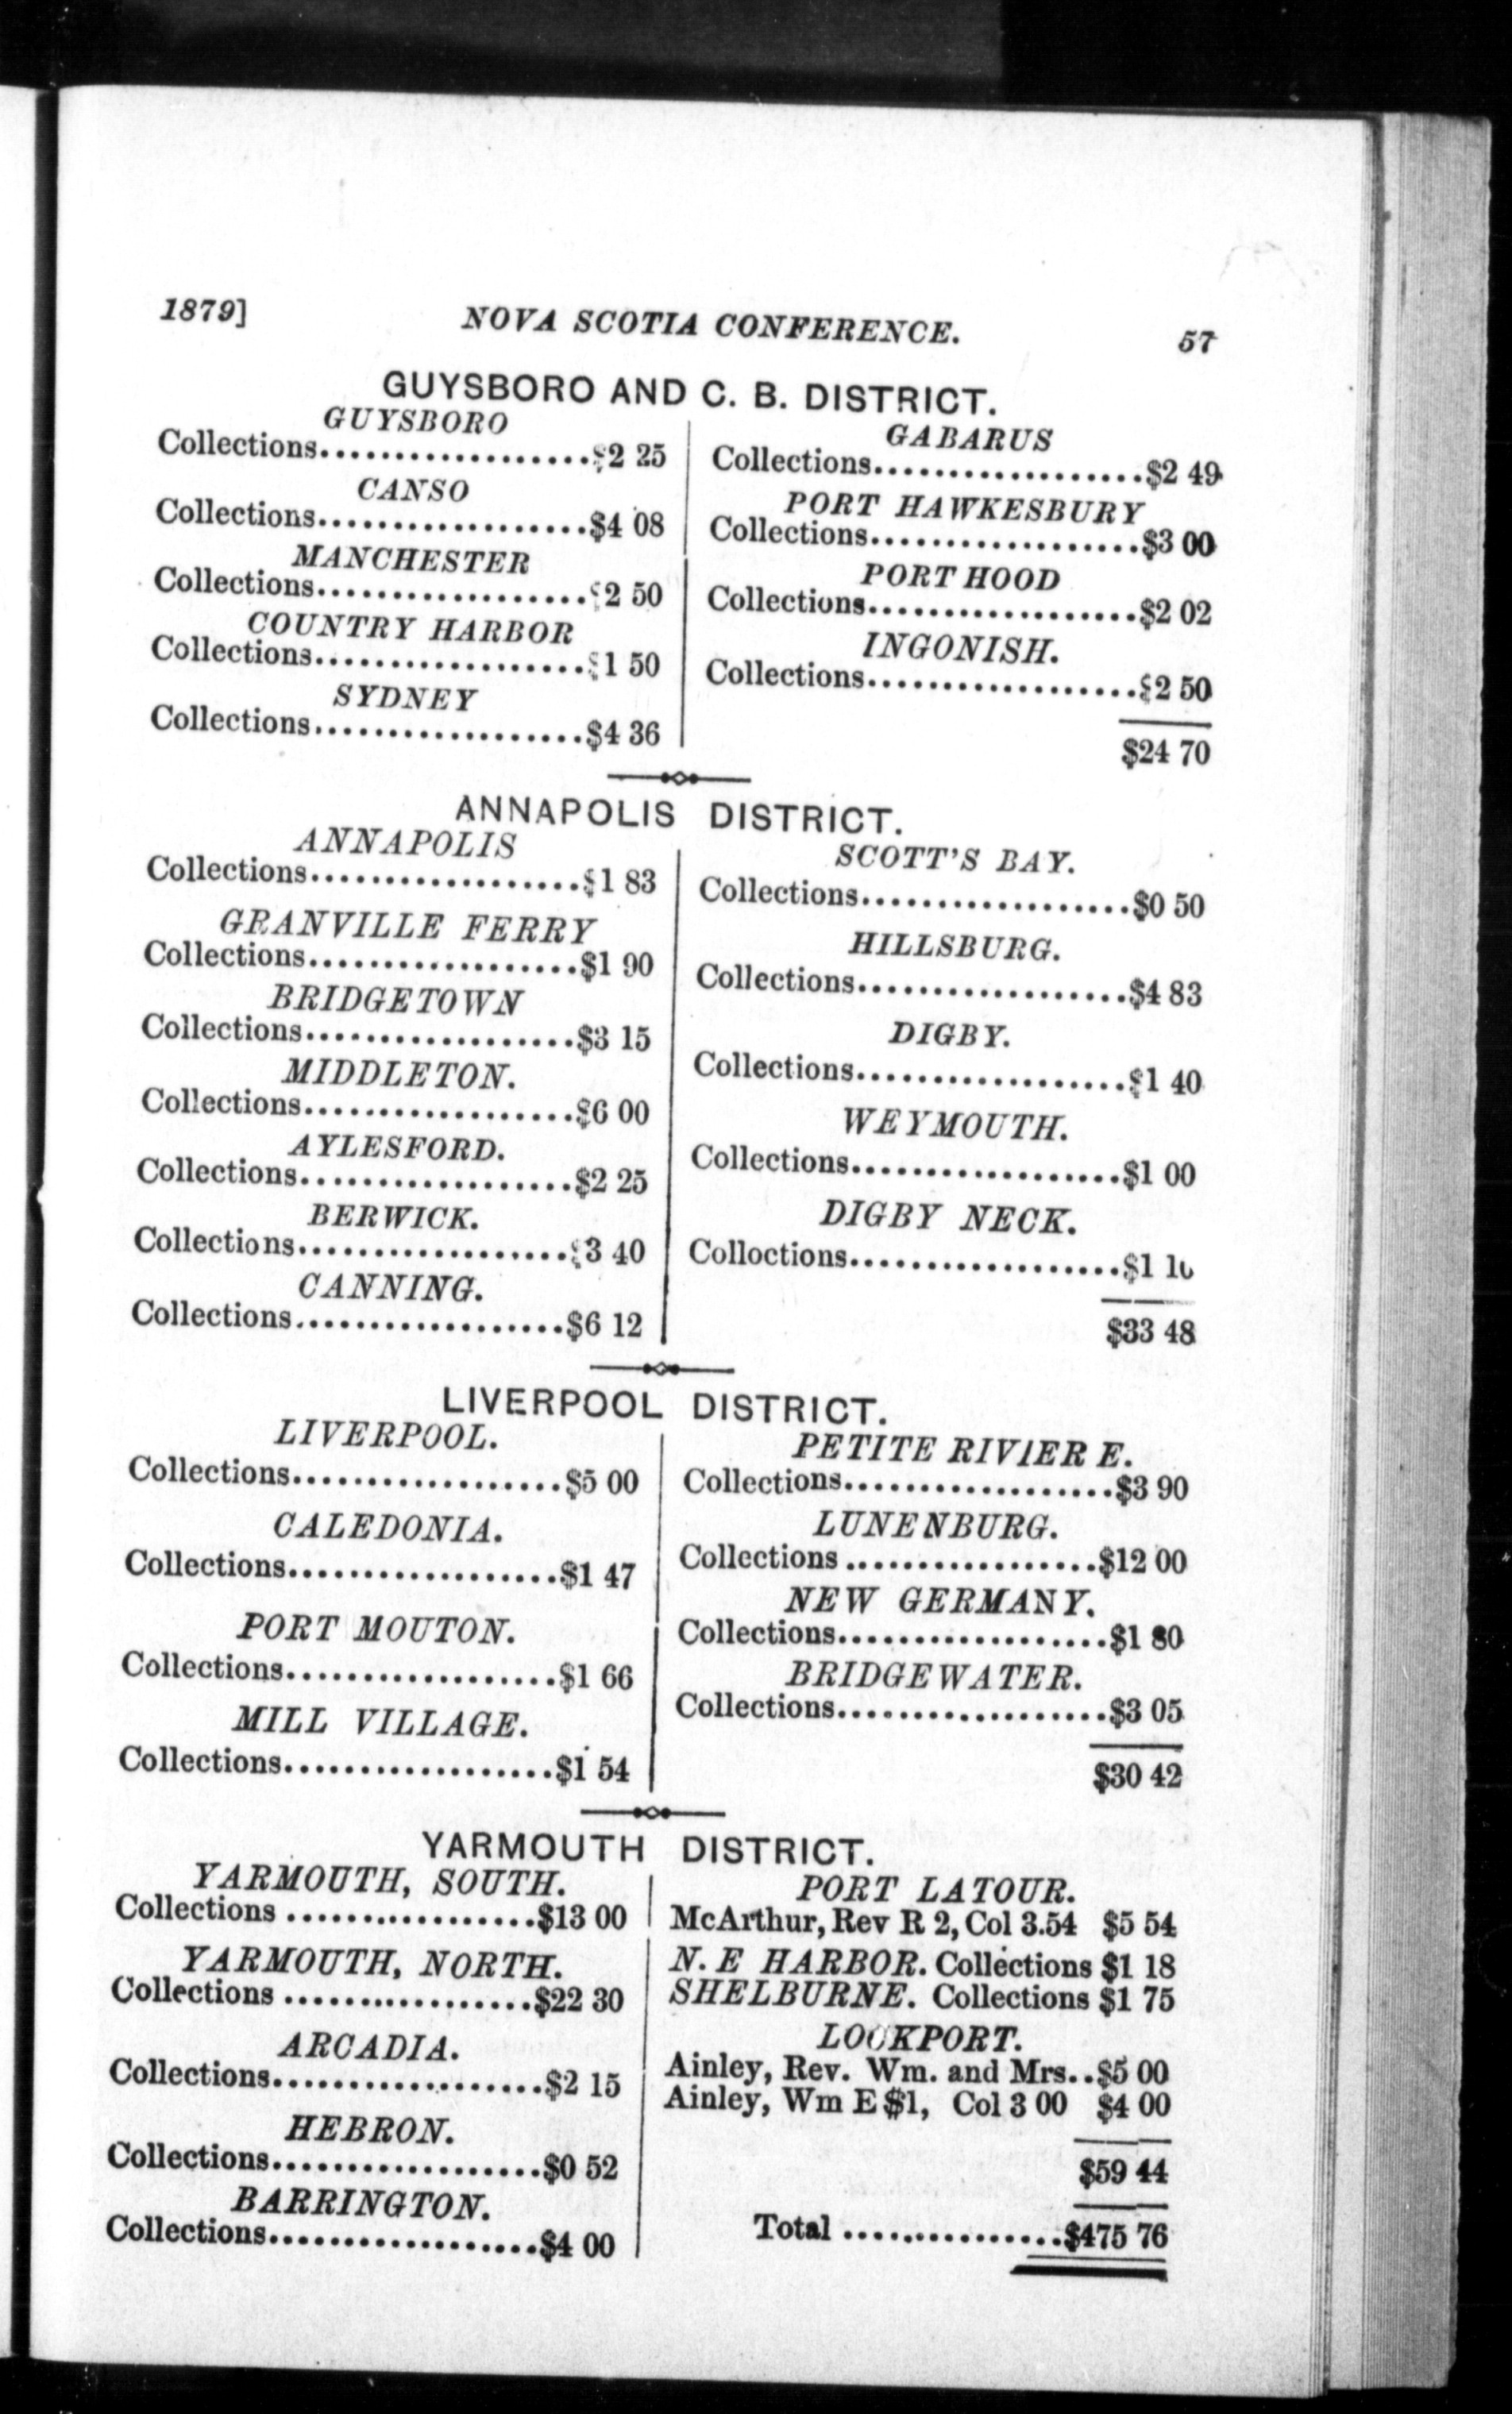 1879] NOVA SCOTIA CONFERENCE. 57
GUYSBORO AND C. B. DISTRICT.
GUYSBORO
Collections..................$2 25
CANSO
Collections..................$4 08
MANCHESTER
Collections..................$2 50
COUNTRY HARBOR
Collections..................$1 50
SYDNEY
Collections..................$4 36
GABARUS
Collections..................$2 49
PORT HAWKESBURY
Collections..................$3 00
PORT HOOD
Collections..................$2 02
INGONISH.
Collections..................$2 50
$24 70
ANNAPOLIS DISTRICT.
ANNAPOLIS
Collections..................$1 83
GRANVILLE FERRY
Collections..................$1 90
BRIDGETOWN
Collections..................$3 15
MIDDLETON.
Collections..................$6 00
AYLESFORD.
Collections..................$2 25
BERWICK.
Collections..................$3 40
CANNING.
Collections..................$6 12
SCOTT'S BAY.
Collections..................$0 50
HILLSBURG.
Collections..................$4 83
DIGBY.
Collections..................$1 40
WEYMOUTH.
Collections..................$1 00
DIGBY NECK.
Colloctions..................$1 10
$33 48
LIVERPOOL DISTRICT.
LIVERPOOL.
Collections..................$5 00
CALEDONIA.
Collections..................$1 47
PORT MOUTON.
Collections..................$1 66
MILL VILLAGE.
Collections..................$1 54
PETITE RIVIERE.
Collections..................$3 90
LUNENBURG.
Collections .................$12 00
NEW GERMANY.
Collections..................$1 80
BRIDGEWATER.
Collections..................$3 05
$30 42
YARMOUTH DISTRICT.
YARMOUTH, SOUTH.
Collections .................$13 00
YARMOUTH, NORTH.
Collections .................$22 30
ARCADIA.
Collections..................$2 15
HEBRON.
Collections..................$0 52
BARRINGTON.
Collections..................$4 00
PORT LATOUR.
McArthur, Rev R 2, Col 3.54 $5 54
N. E HARBOR. Collections $1 18
SHELBURNE. Collections $1 75
LOCKPORT.
Ainley, Rev. Wm. and Mrs..$5 00
Ainley, Wm E $1, Col 3 00 $4 00
$59 44
Total ...............$475 76